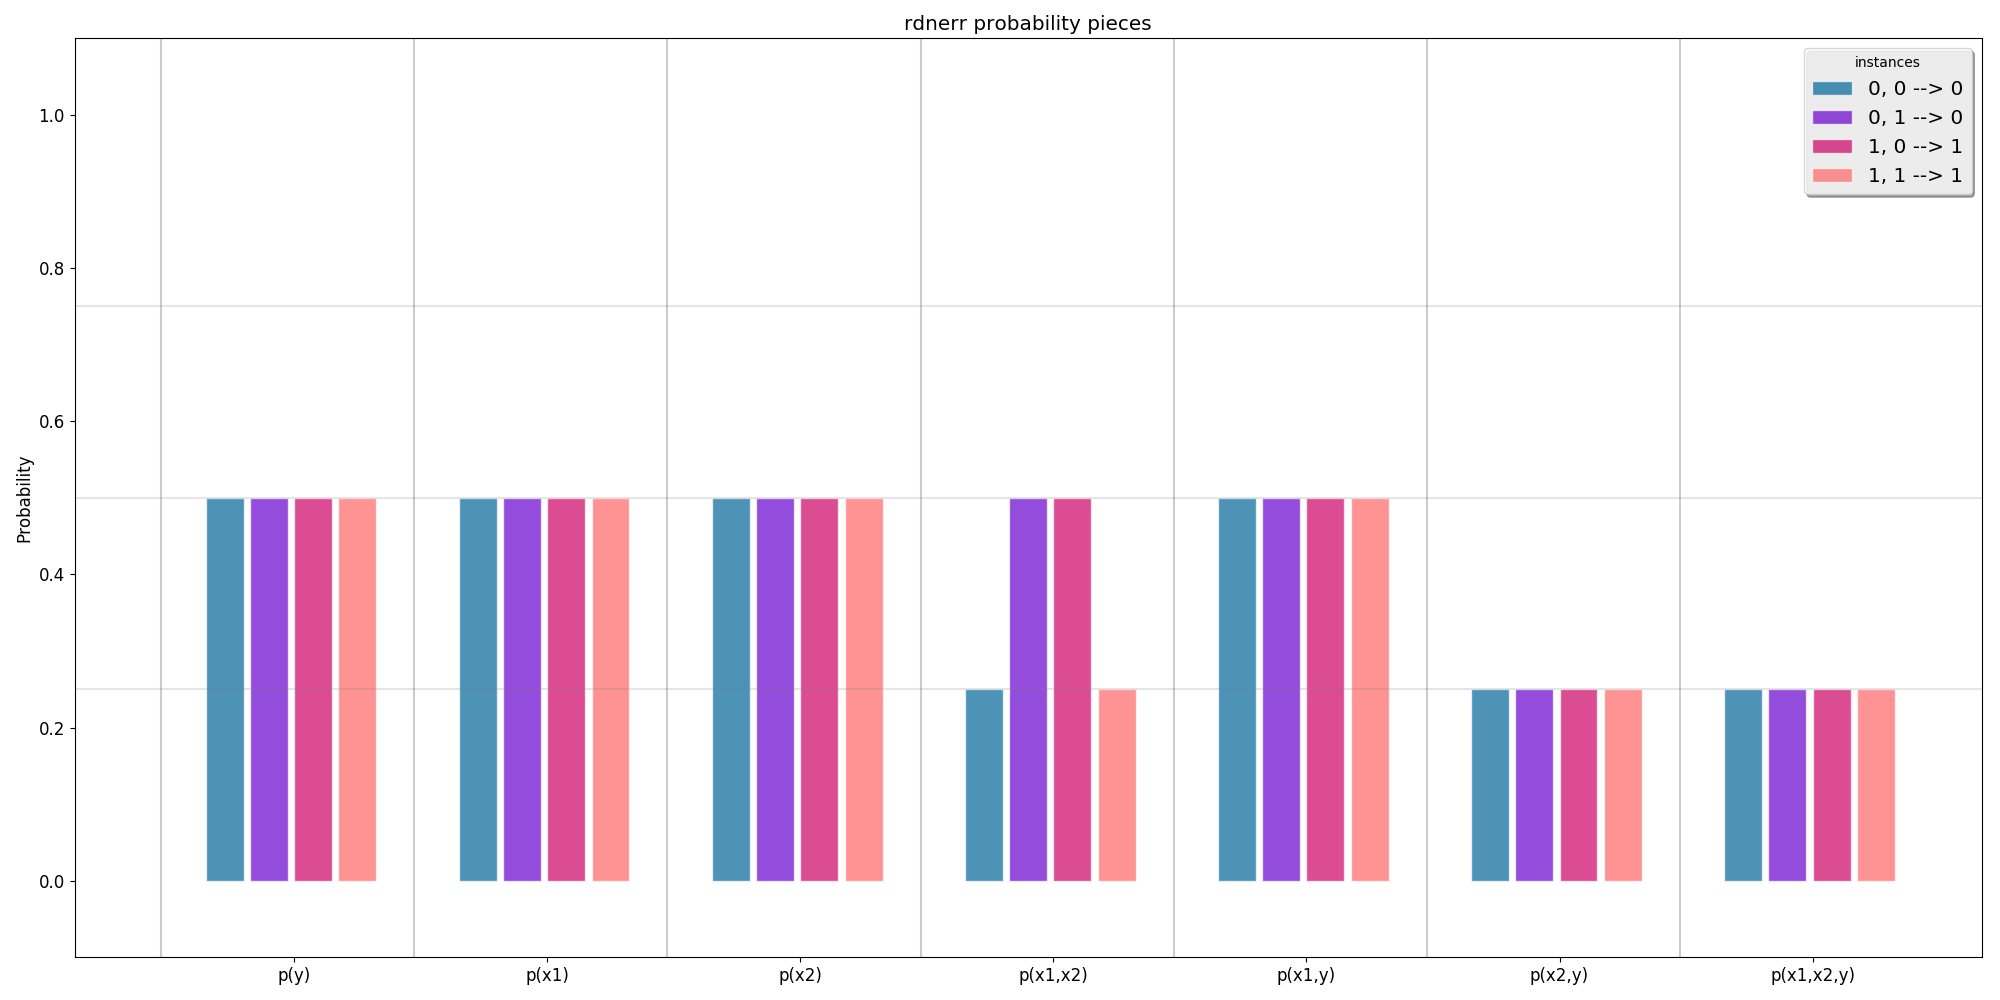 rdnerr probability pieces
instances
0, 0 --> 0
0, 1 --> 0
1, 0 --> 1
1, 1 --> 1
Probability
1.0
0.8
0.6
0.4
0.2
0.0
p(y)
p(x1)
p(x2)
p(x1,x2)
p(x1,y)
p(x2,y)
p(x1,x2,y)